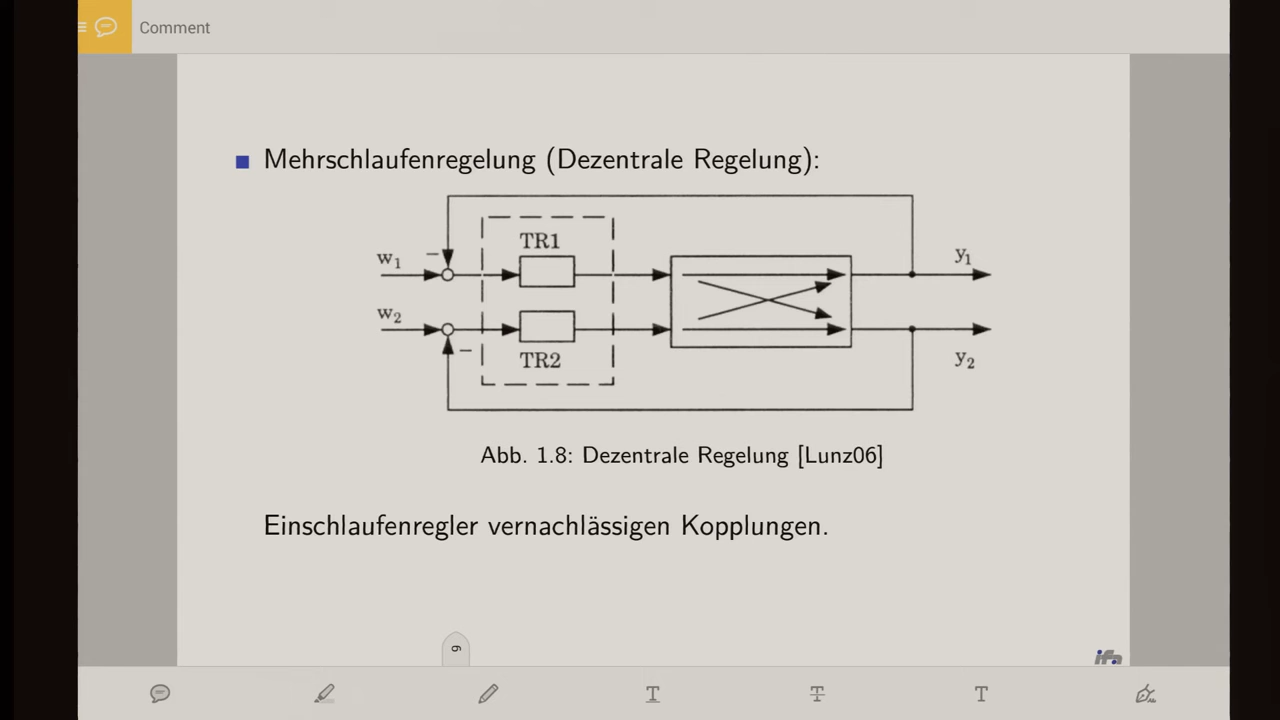 Comment
Mehrschlaufenregelung (Dezentrale Regelung):
TR1
w1
y1
w2
TR2
y2
Abb. 1.8: Dezentrale Regelung [Lunz06]
Einschlaufenregler vernachlässigen Kopplungen.
9
ifa
T
T
T